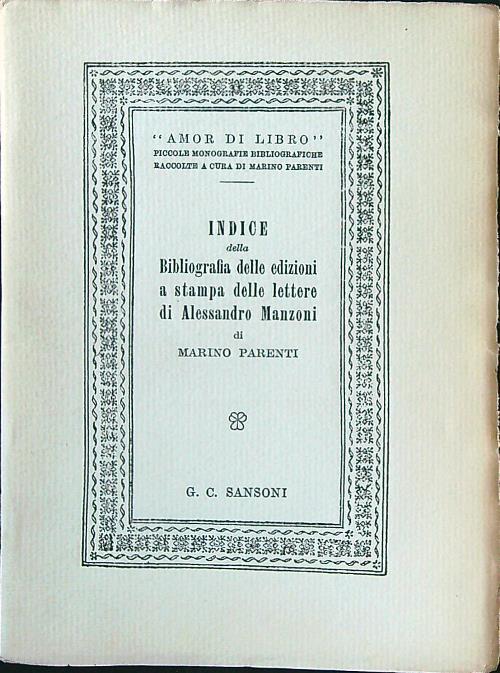 "AMOR DI LIBRO"
PICCOLE MONOGRAFIE BIBLIOGRAFICHE
RACCOLTE A CURA DI MARINO PARENTI
INDICE
della
Bibliografia delle edizioni
a stampa delle lettere
di Alessandro Manzoni
di
MARINO PARENTI
G. C. SANSONI